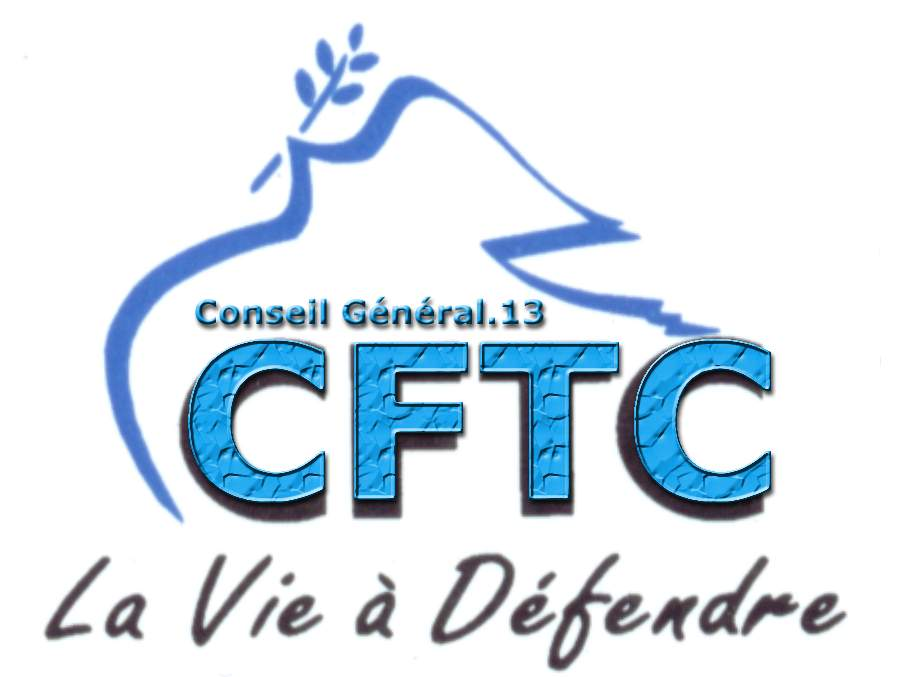 Conseil Général.13
CFTC
La Vie à Défendre